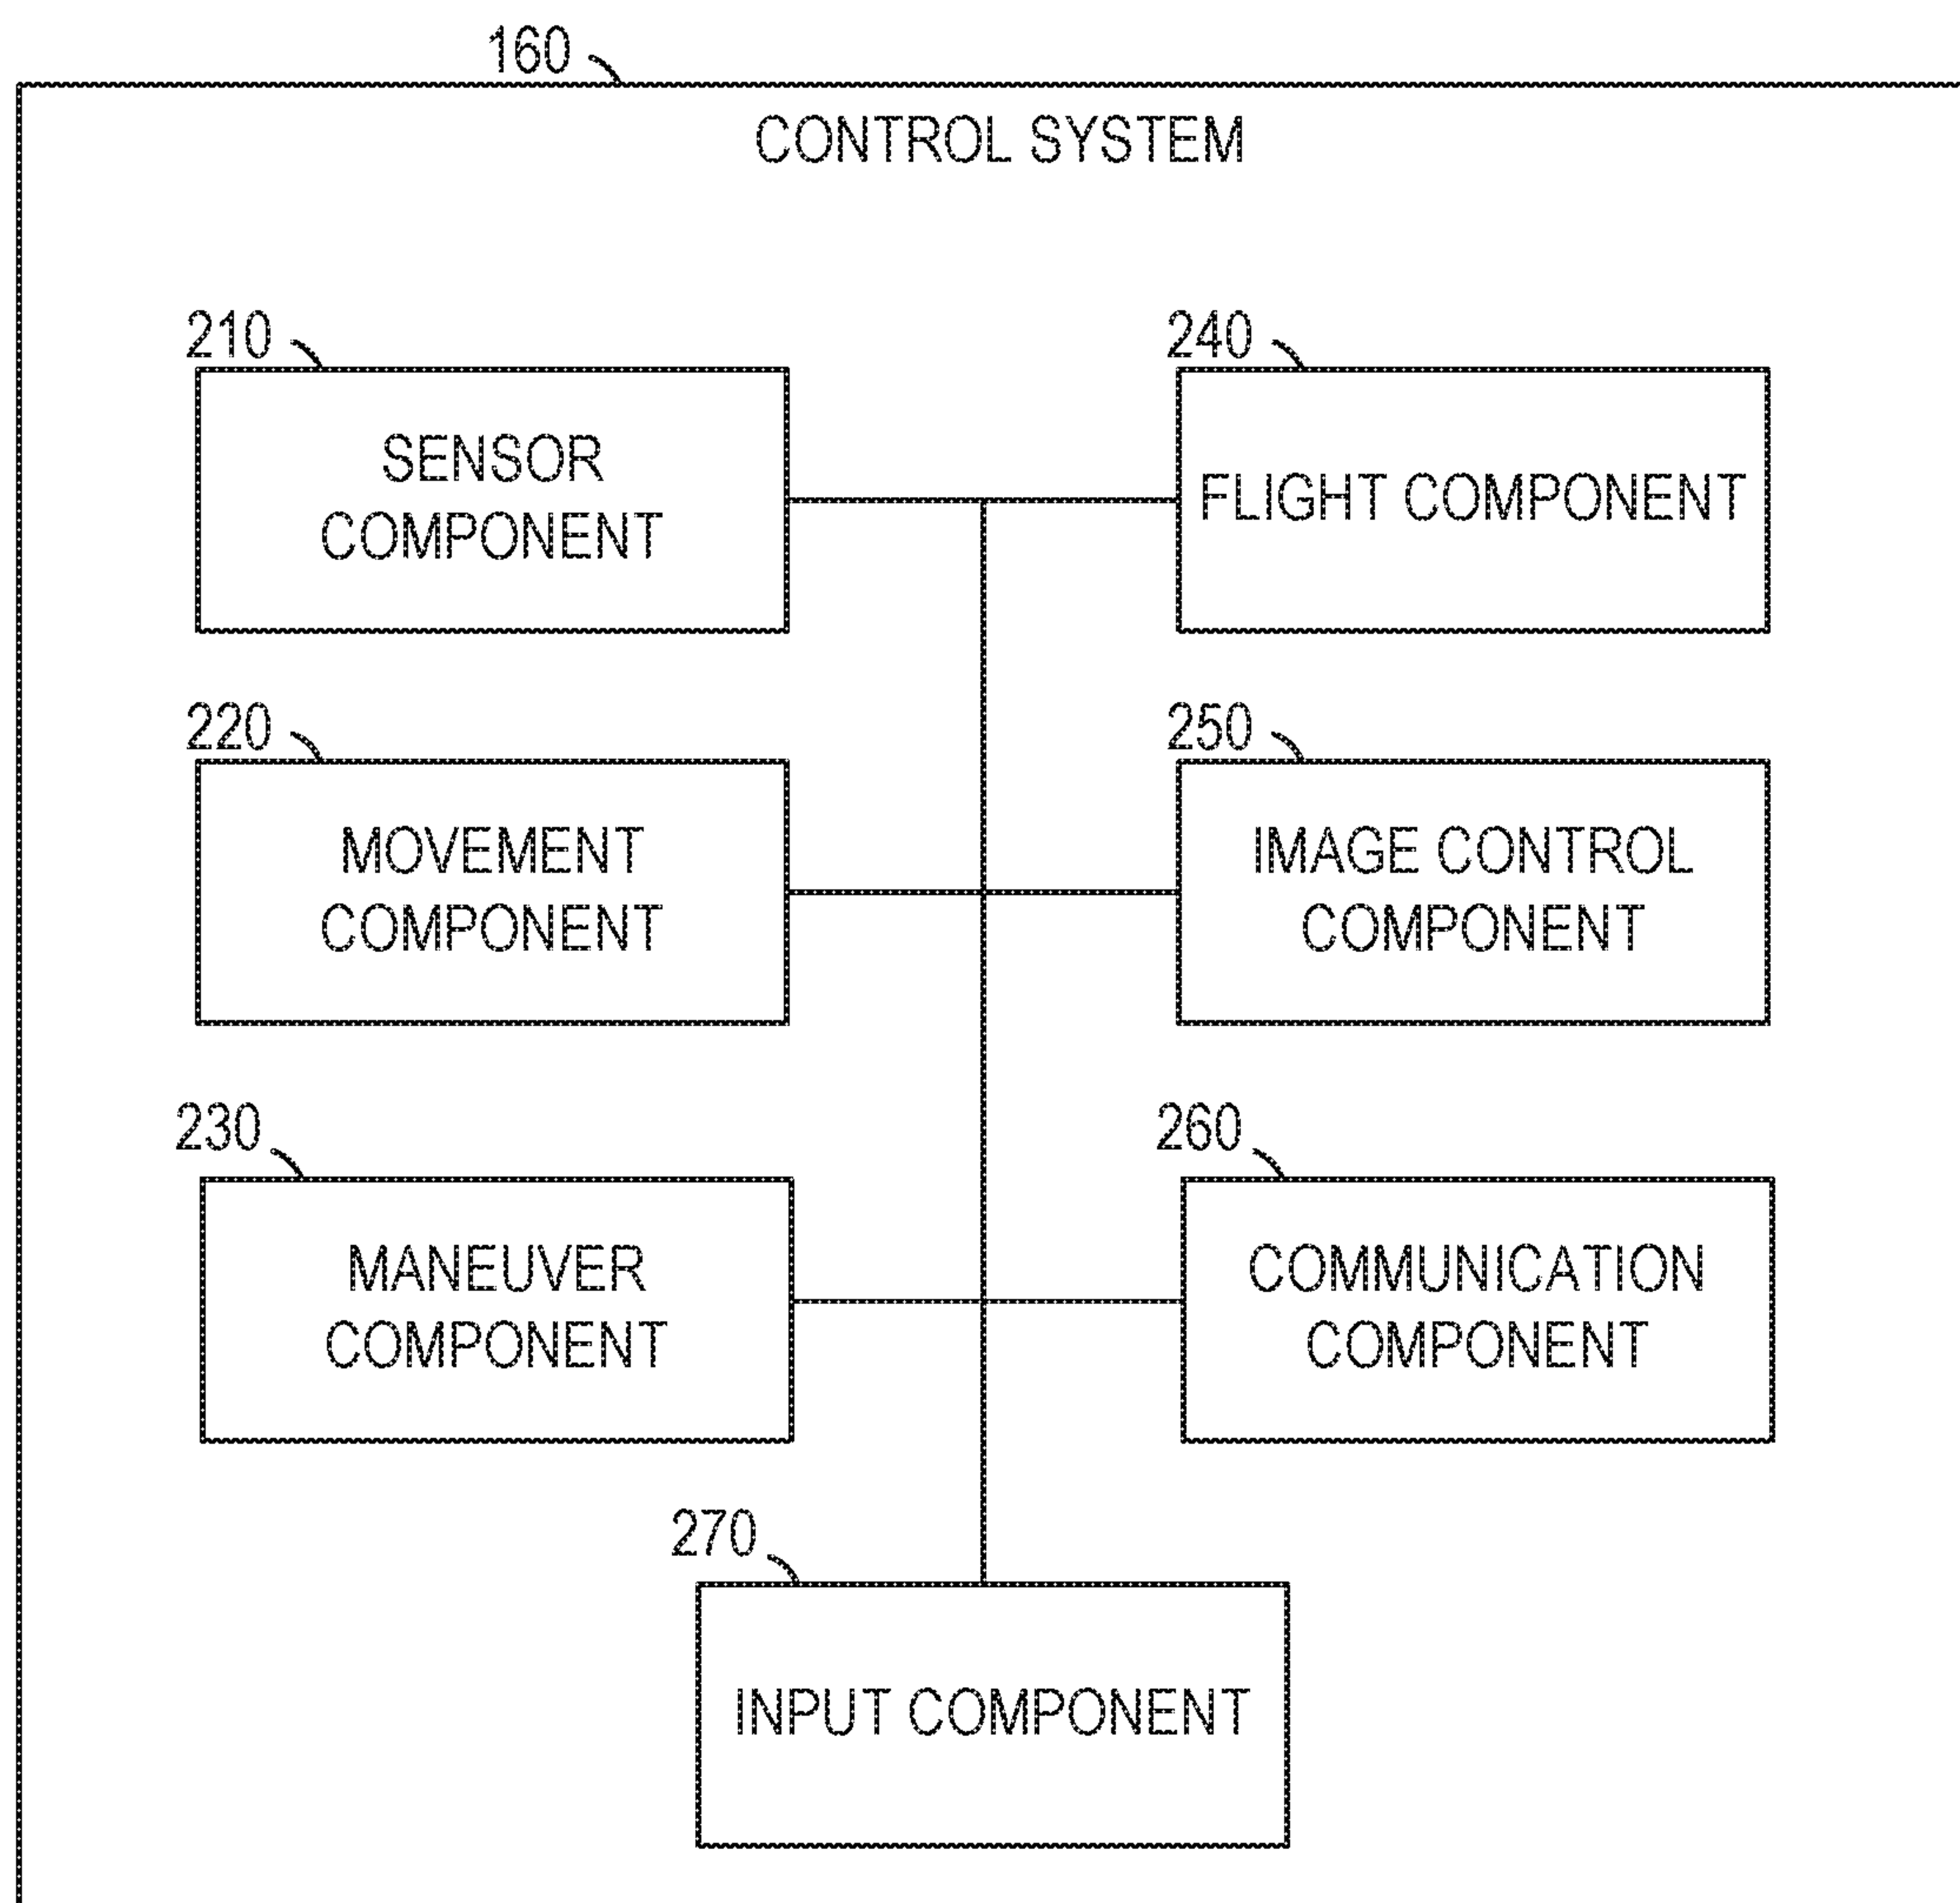 160
CONTROL SYSTEM
210
SENSOR
COMPONENT
240
FLIGHT COMPONENT
220
MOVEMENT
COMPONENT
250
IMAGE CONTROL
COMPONENT
230
MANEUVER
COMPONENT
260
COMMUNICATION
COMPONENT
270
INPUT COMPONENT